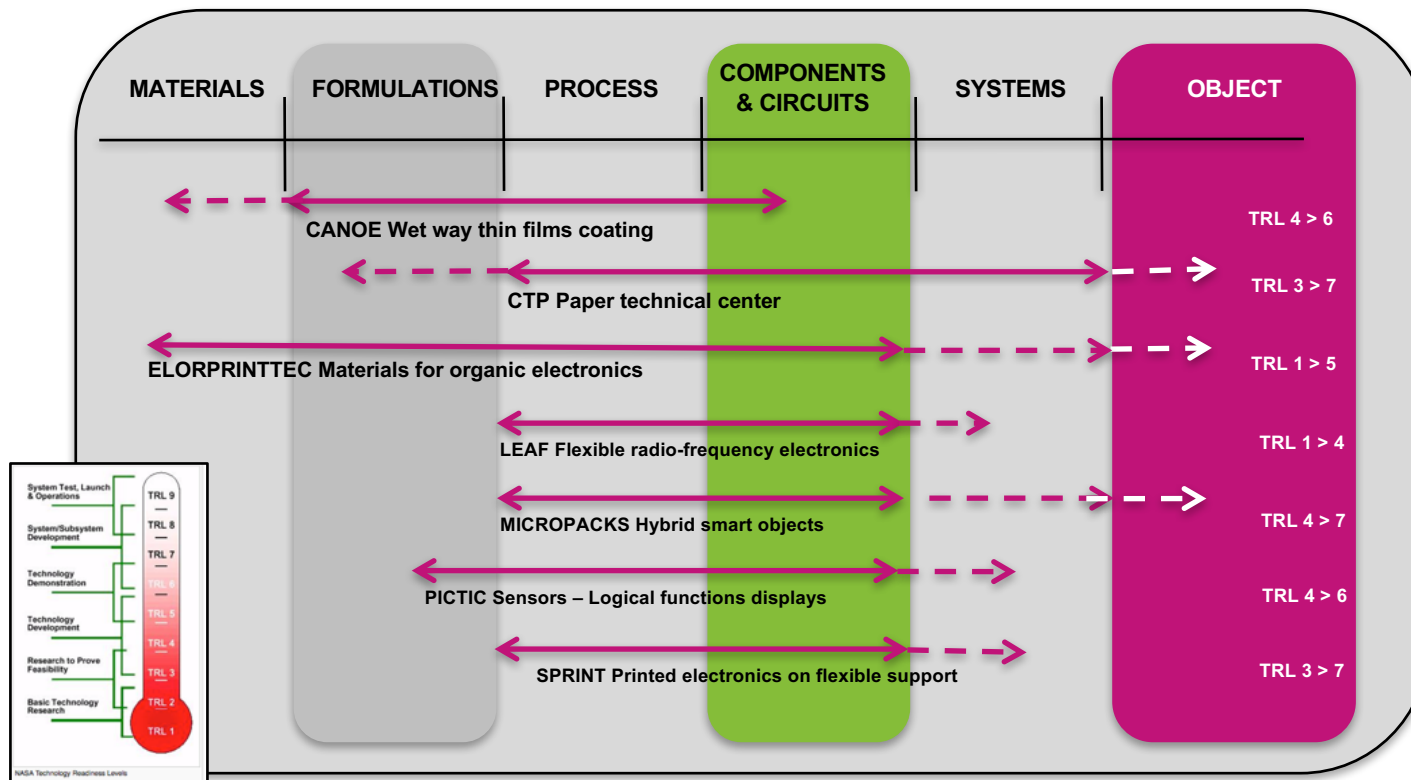 MATERIALS
FORMULATIONS
PROCESS
COMPONENTS
& CIRCUITS
SYSTEMS
OBJECT
CANOE Wet way thin films coating
TRL 4 > 6
CTP Paper technical center
TRL 3 > 7
ELORPRINTTEC Materials for organic electronics
TRL 1 > 5
LEAF Flexible radio-frequency electronics
TRL 1 > 4
MICROPACKS Hybrid smart objects
TRL 4 > 7
PICTIC Sensors – Logical functions displays
TRL 4 > 6
SPRINT Printed electronics on flexible support
TRL 3 > 7
System Test, Launch
& Operations
System/Subsystem
Development
Technology
Demonstration
Technology
Development
Research to Prove
Feasibility
Basic Technology
Research
TRL 9
TRL 8
TRL 7
TRL 6
TRL 5
TRL 4
TRL 3
TRL 2
TRL 1
NASA Technology Readiness Levels